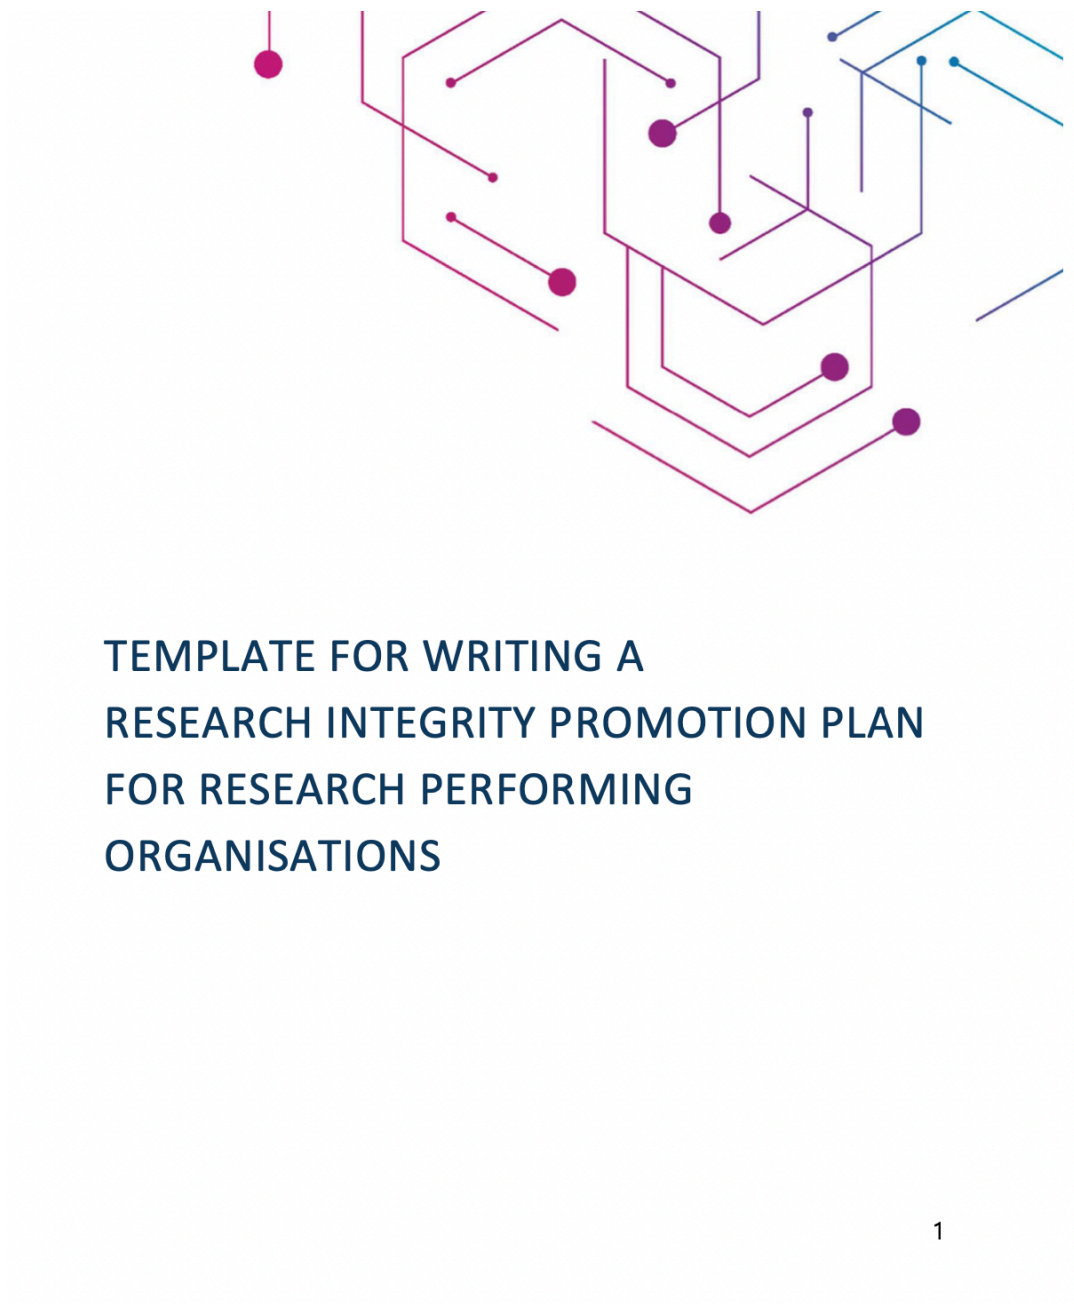 TEMPLATE FOR WRITING A
RESEARCH INTEGRITY PROMOTION PLAN
FOR RESEARCH PERFORMING
ORGANISATIONS
1